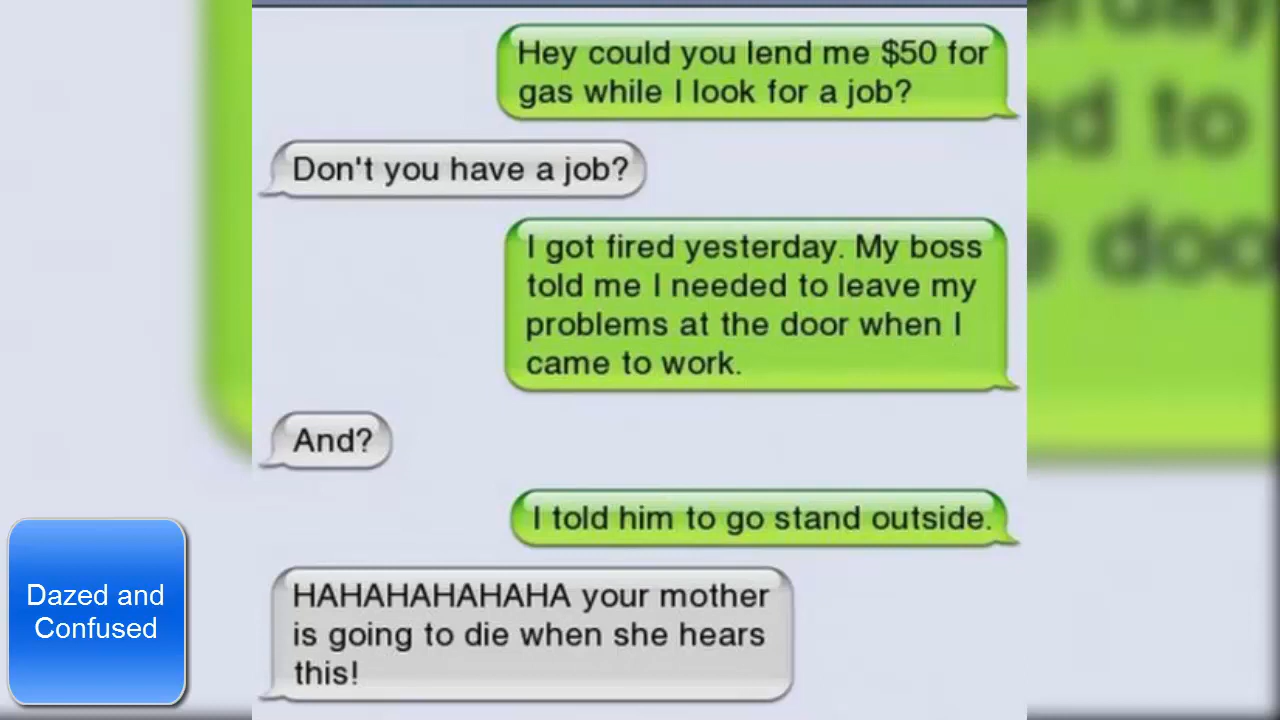 Hey could you lend me $50 for
gas while I look for a job?
Don't you have a job?
I got fired yesterday. My boss
told me I needed to leave my
problems at the door when I
came to work.
And?
I told him to go stand outside.
HAHAHAHAHAHA your mother
is going to die when she hears
this!
Dazed and
Confused